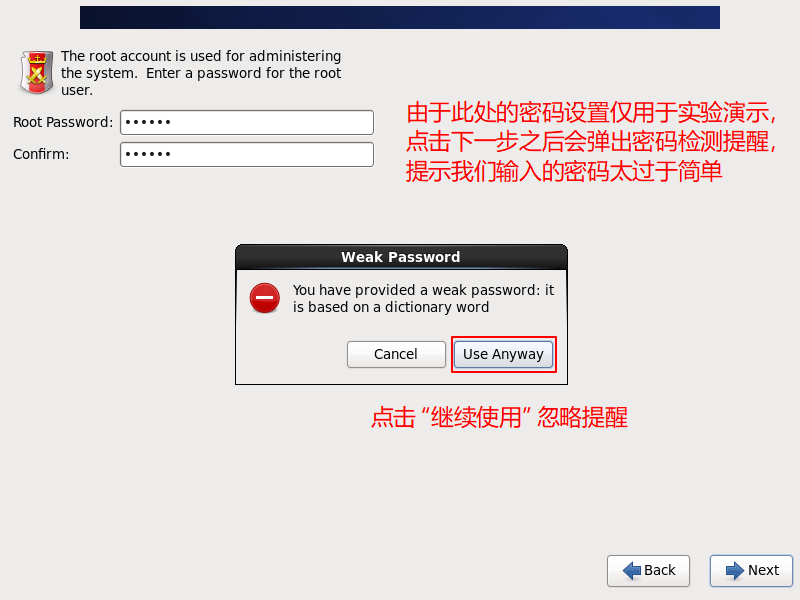 The root account is used for administering
the system.  Enter a password for the root
user.
Root Password: ••••••
Confirm: ••••••
由于此处的密码设置仅用于实验演示,
点击下一步之后会弹出密码检测提醒,
提示我们输入的密码太过于简单
Weak Password
You have provided a weak password: it
is based on a dictionary word
Cancel
Use Anyway
点击“继续使用”忽略提醒
Back
Next